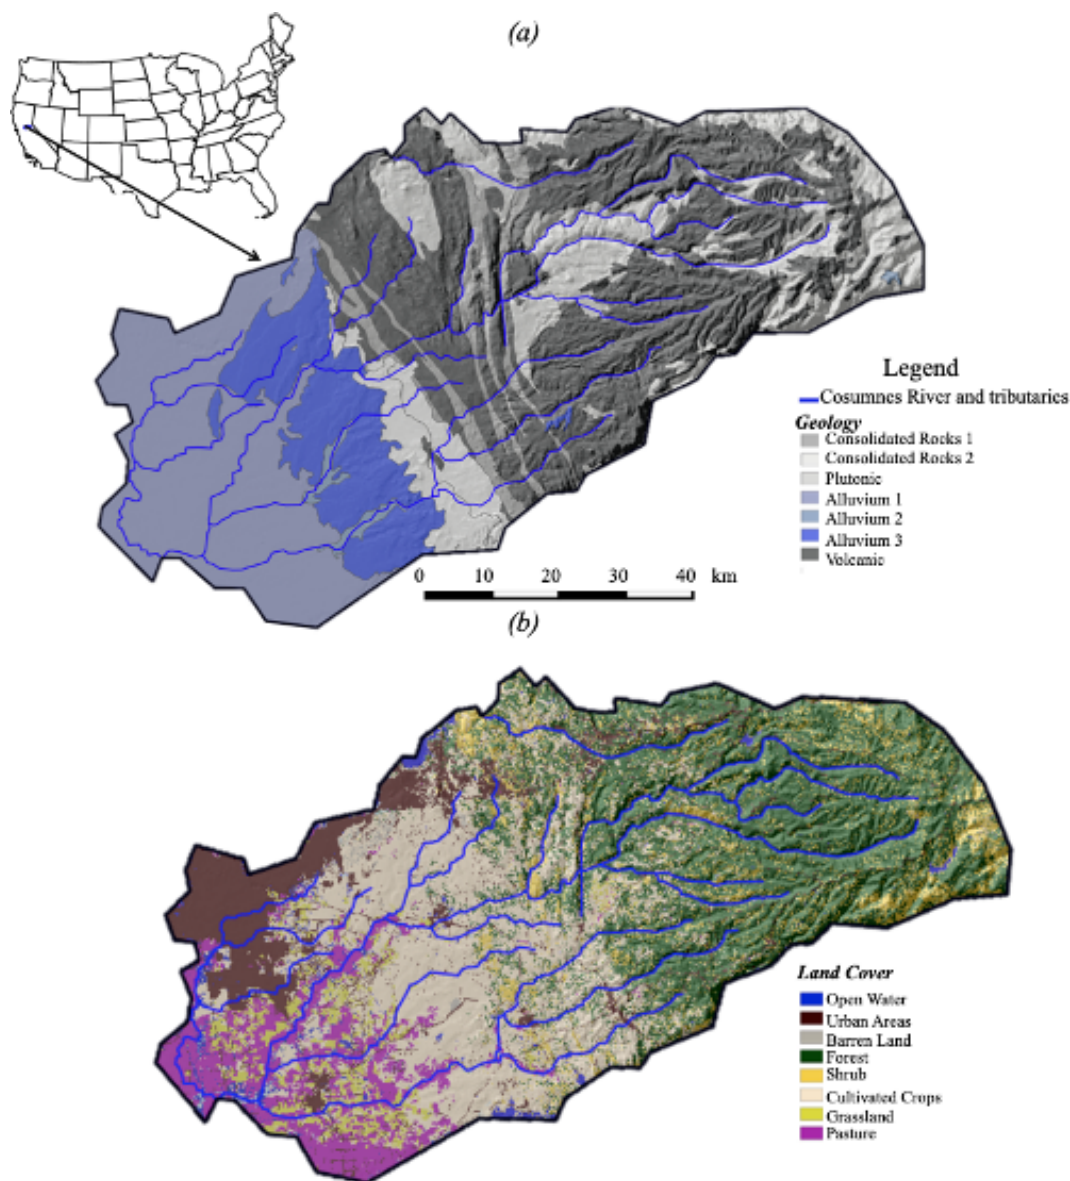 (a)
Legend
Cosumnes River and tributaries
Geology
Consolidated Rocks 1
Consolidated Rocks 2
Plutonic
Alluvium 1
Alluvium 2
Alluvium 3
Volcanic
0 10 20 30 40 km
(b)
Land Cover
Open Water
Urban Areas
Barren Land
Forest
Shrub
Cultivated Crops
Grassland
Pasture